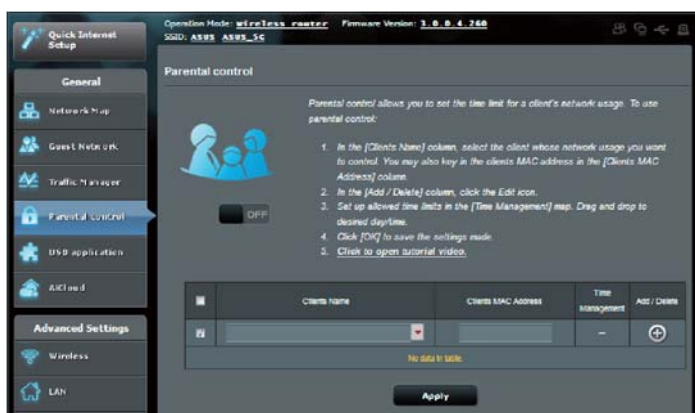 Quick Internet
Setup
Operation Mode: wireless router Firmware Version: 3.0.0.4.260
SSID: ASUS ASUS_5G
General
Network Map
Guest Network
Traffic Manager
Parental control
USB application
AiCloud
Advanced Settings
Wireless
LAN
Parental control
Parental control allows you to set the time limit for a client's network usage. To use
parental control:
1. In the [Clients Name] column, select the client whose network usage you want
to control. You may also key in the clients MAC address in the [Clients MAC
Address] column.
2. In the [Add / Delete] column, click the Edit icon.
3. Set up allowed time limits in the [Time Management] map. Drag and drop to
desired day/time.
4. Click [OK] to save the settings made.
5. Click to open tutorial video.
OFF
Clients Name
Clients MAC Address
Time
Management
Add / Delete
–
No data in table.
Apply